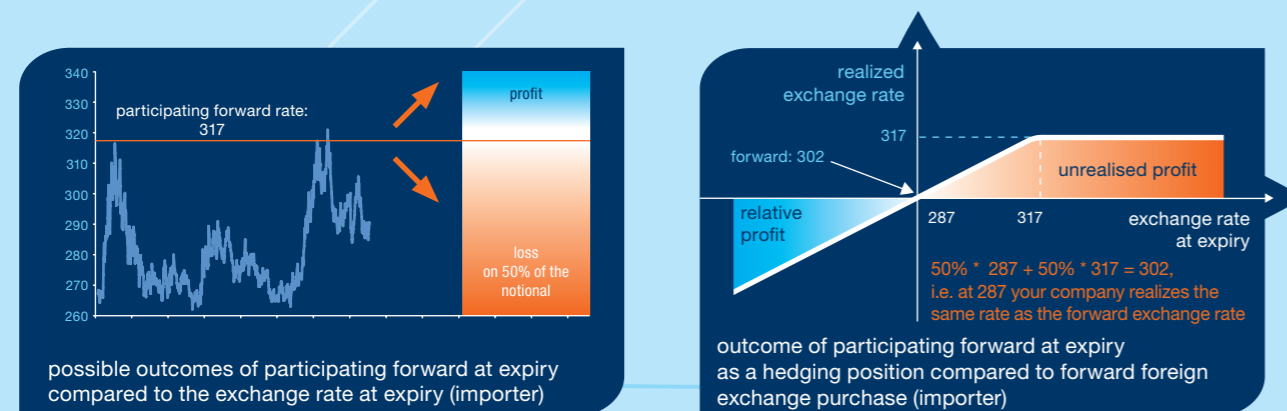 340
330
320
310
300
290
280
270
260
participating forward rate:
317
profit
loss
on 50% of the
notional
possible outcomes of participating forward at expiry
compared to the exchange rate at expiry (importer)
realized
exchange rate
317
forward: 302
unrealised profit
relative
profit
287
317
exchange rate
at expiry
50% * 287 + 50% * 317 = 302,
i.e. at 287 your company realizes the
same rate as the forward exchange rate
outcome of participating forward at expiry
as a hedging position compared to forward foreign
exchange purchase (importer)